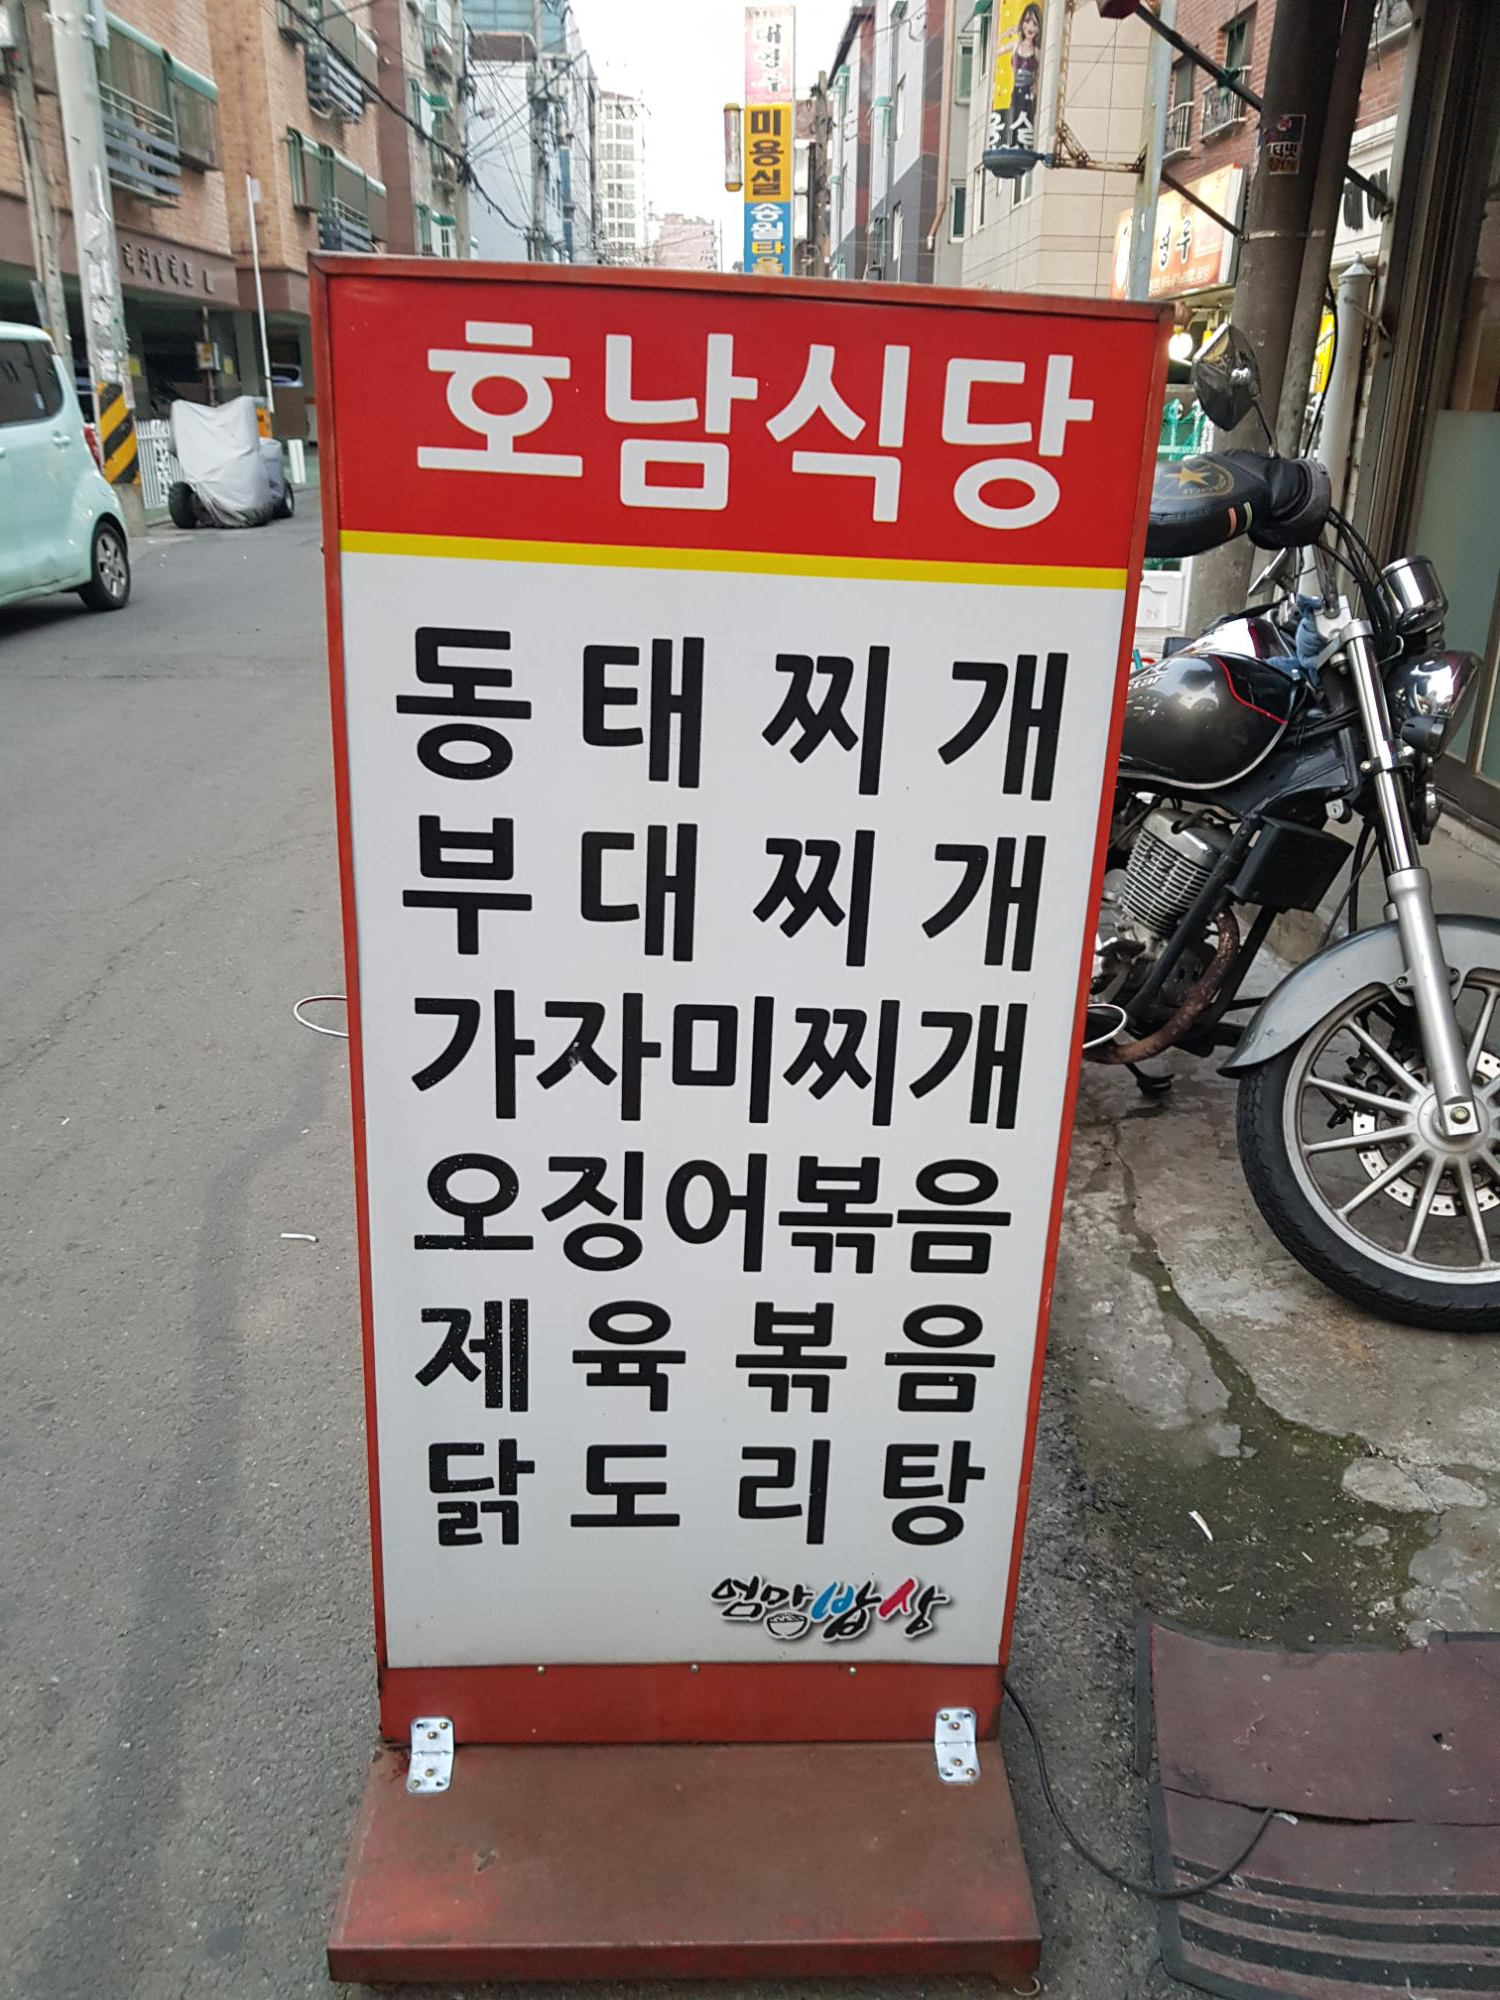 미용실
호남식당
동태찌개
부대찌개
가자미찌개
오징어볶음
제육볶음
닭도리탕
엄마밥상